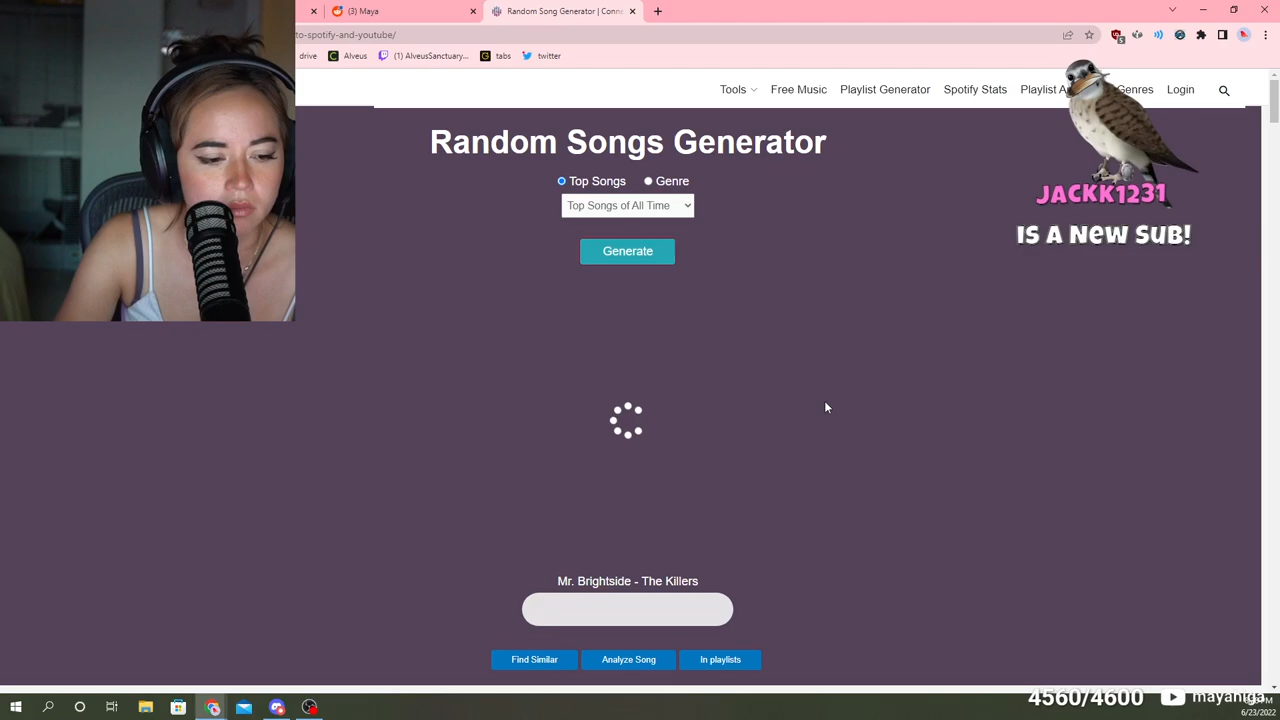 (3) Maya
Random Song Generator | Conne
to-spotify-and-youtube/
drive
Alveus
(1) AlveusSanctuary...
tabs
twitter
5
Tools
Free Music
Playlist Generator
Spotify Stats
Playlist
Genres
Login
Random Songs Generator
Top Songs
Genre
Top Songs of All Time
Generate
JACKK1231
IS A NEW SUB!
Mr. Brightside - The Killers
Find Similar
Analyze Song
In playlists
4560/4600
mayahiga
6/23/2022